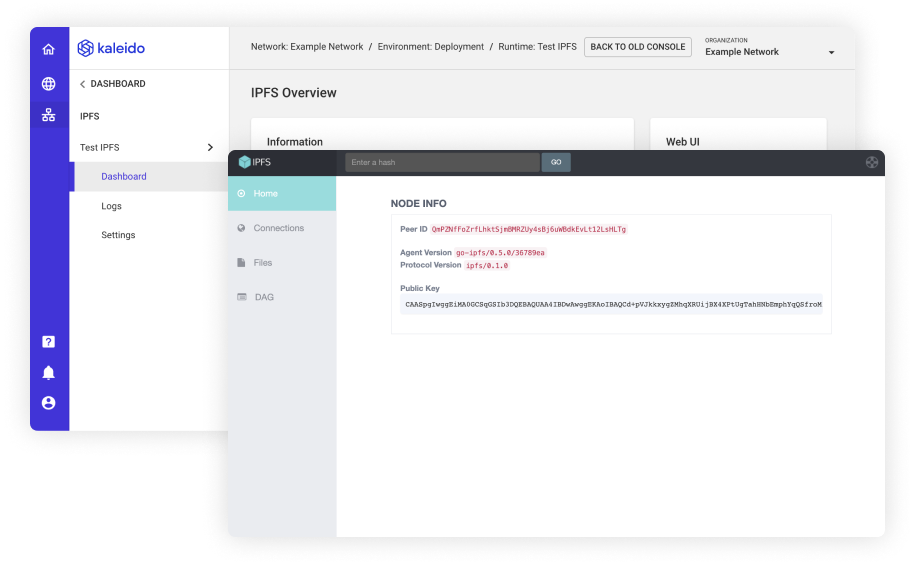 kaleido
Network: Example Network / Environment: Deployment / Runtime: Test IPFS
BACK TO OLD CONSOLE
ORGANIZATION
Example Network
DASHBOARD
IPFS
Test IPFS
Dashboard
Logs
Settings
IPFS Overview
Information
Web UI
IPFS
Enter a hash
GO
Home
Connections
Files
DAG
NODE INFO
Peer ID QmPZNfFoZrfLhktSjmBMRZUy4sBj6uWBdkEvLt12LsHLTg
Agent Version go-ipfs/0.5.0/36789ea
Protocol Version ipfs/0.1.0
Public Key
CAASpgIwggEiMA0GCSqGSIb3DQEBAQUAA4IBDwAwggEKAoIBAQCd+pVJkkxygZMhqXRUijBX4XPtUgTahHNbEmphYqQSfroM